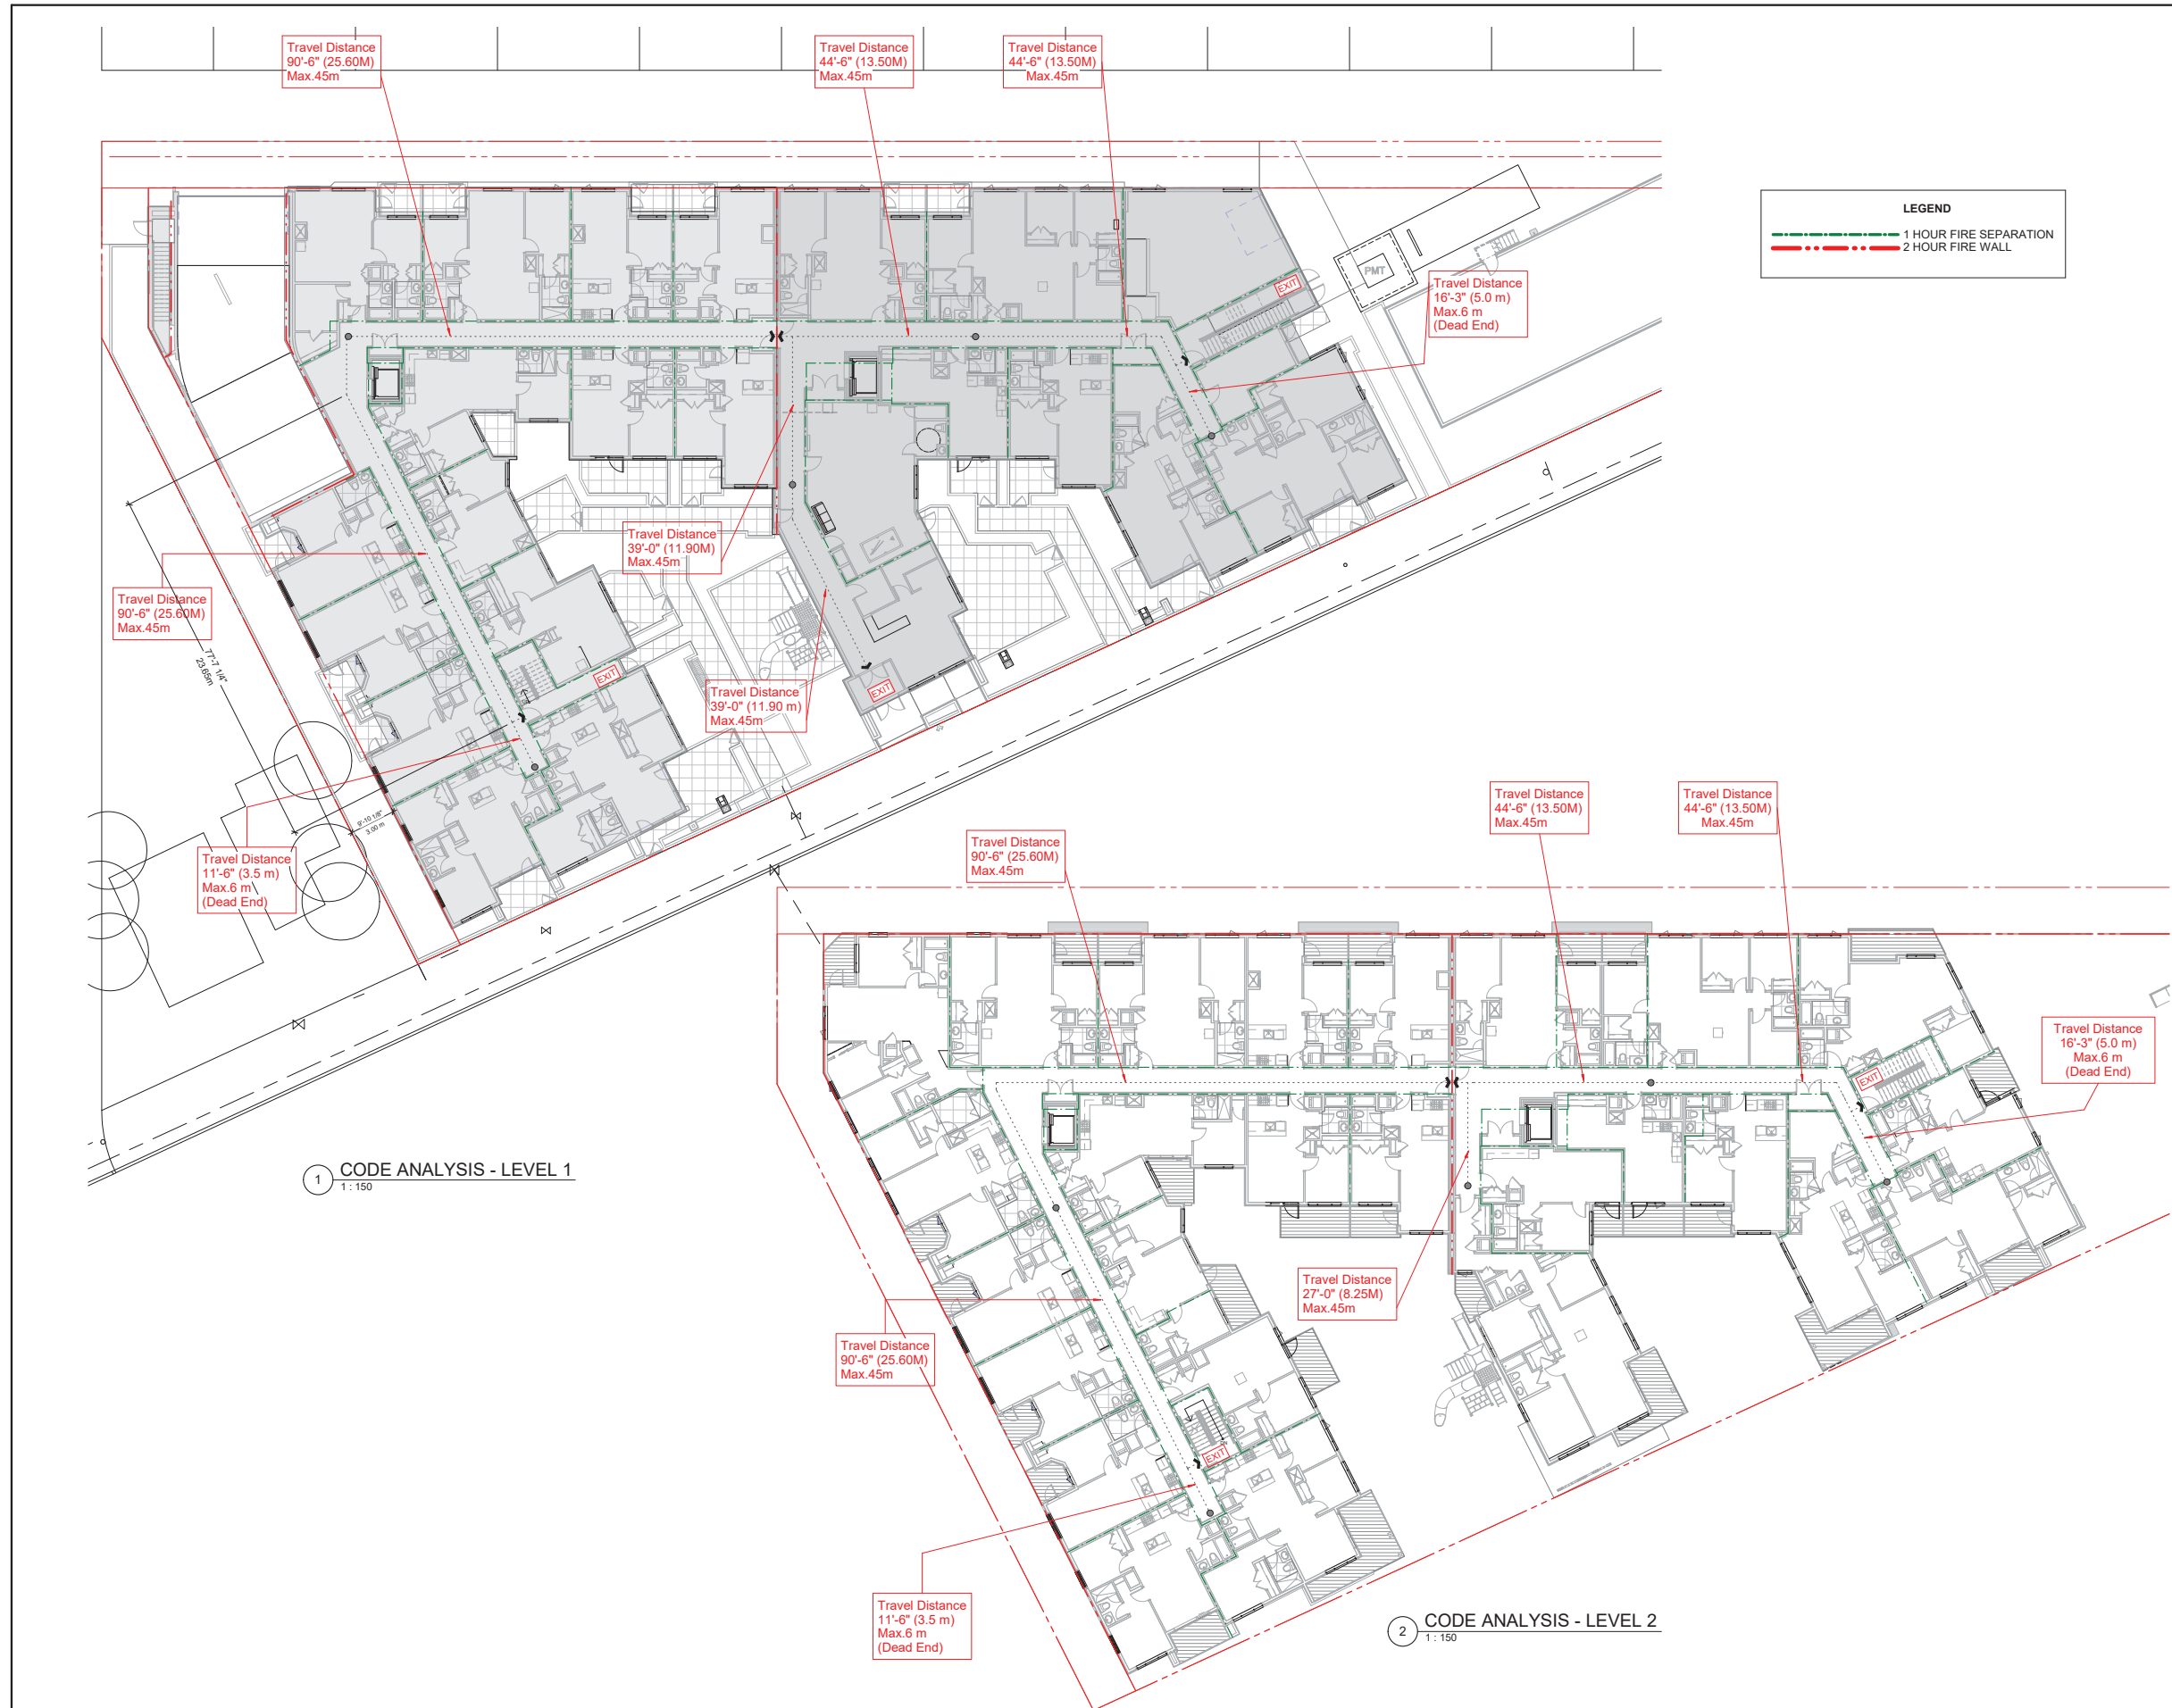 Travel Distance
90'-6" (25.60M)
Max.45m
Travel Distance
44'-6" (13.50M)
Max.45m
Travel Distance
44'-6" (13.50M)
Max.45m
LEGEND
1 HOUR FIRE SEPARATION
2 HOUR FIRE WALL
PMT
EXIT
Travel Distance
16'-3" (5.0 m)
Max.6 m
(Dead End)
Travel Distance
39'-0" (11.90M)
Max.45m
Travel Distance
90'-6" (25.60M)
Max.45m
77'-7 1/4"
23.65m
EXIT
Travel Distance
39'-0" (11.90 m)
Max.45m
EXIT
9'-10 1/8"
3.00 m
Travel Distance
11'-6" (3.5 m)
Max.6 m
(Dead End)
1
CODE ANALYSIS - LEVEL 1
1 : 150
Travel Distance
90'-6" (25.60M)
Max.45m
Travel Distance
44'-6" (13.50M)
Max.45m
Travel Distance
44'-6" (13.50M)
Max.45m
Travel Distance
16'-3" (5.0 m)
Max.6 m
(Dead End)
EXIT
Travel Distance
27'-0" (8.25M)
Max.45m
Travel Distance
90'-6" (25.60M)
Max.45m
EXIT
Travel Distance
11'-6" (3.5 m)
Max.6 m
(Dead End)
2
CODE ANALYSIS - LEVEL 2
1 : 150